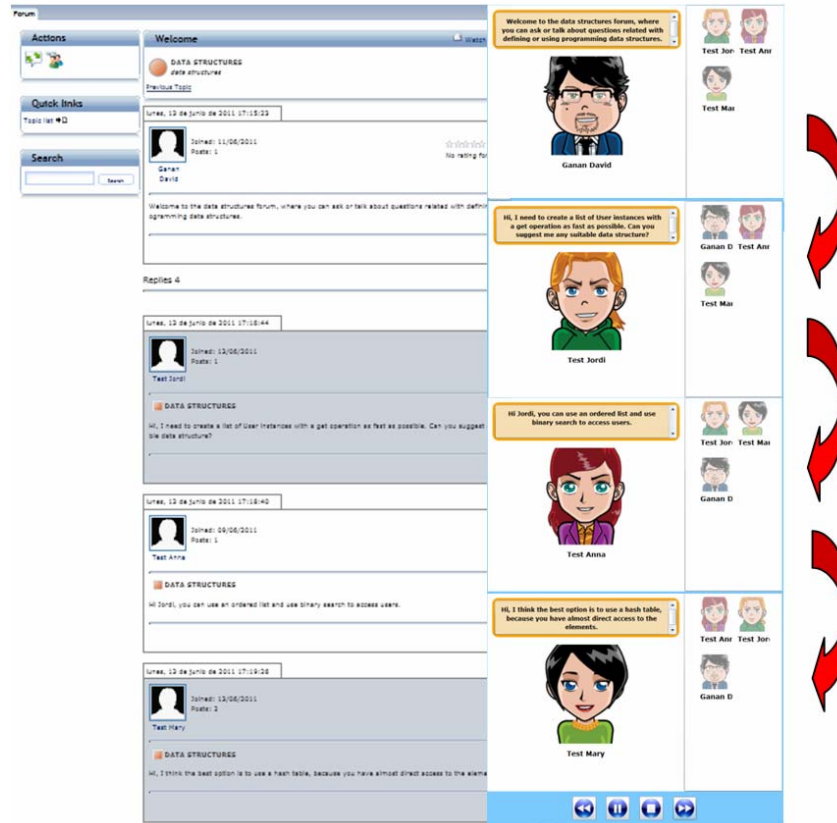 Forum
Actions
Quick links
Topic list
Search
Search
Welcome
Watch
DATA STRUCTURES
data structures
Previous Topic
lunes, 13 de junio de 2011 17:15:23
Joined: 11/06/2011
Posts: 1
No rating for
Ganan
David
Welcome to the data structures forum, where you can ask or talk about questions related with definin
ogramming data structures.
Replies 4
lunes, 13 de junio de 2011 17:16:44
Joined: 13/06/2011
Posts: 1
Test Jordi
DATA STRUCTURES
Hi, I need to create a list of User instances with a get operation as fast as possible. Can you suggest
ble data structure?
lunes, 13 de junio de 2011 17:18:40
Joined: 09/06/2011
Posts: 1
Test Anna
DATA STRUCTURES
Hi Jordi, you can use an ordered list and use binary search to access users.
lunes, 13 de junio de 2011 17:19:28
Joined: 13/06/2011
Posts: 2
Test Mary
DATA STRUCTURES
Hi, I think the best option is to use a hash table, because you have almost direct access to the eleme
Welcome to the data structures forum, where
you can ask or talk about questions related with
defining or using programming data structures.
Ganan David
Test Jor
Test Anr
Test Mar
Hi, I need to create a list of User instances with
a get operation as fast as possible. Can you
suggest me any suitable data structure?
Test Jordi
Ganan D
Test Anr
Test Mar
Hi Jordi, you can use an ordered list and use
binary search to access users.
Test Anna
Test Jor
Test Mar
Ganan D
Hi, I think the best option is to use a hash table,
because you have almost direct access to the
elements.
Test Mary
Test Anr
Test Jor
Ganan D